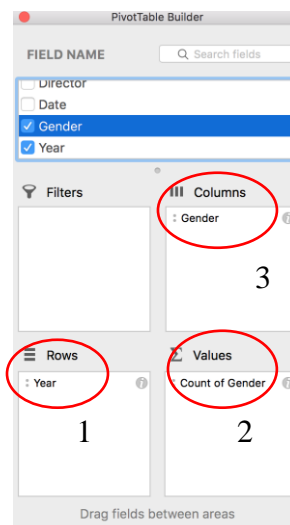 PivotTable Builder
FIELD NAME
Search fields
Director
Date
Gender
Year
Filters
Columns
Gender
3
Rows
Values
Year
Count of Gender
1
2
Drag fields between areas